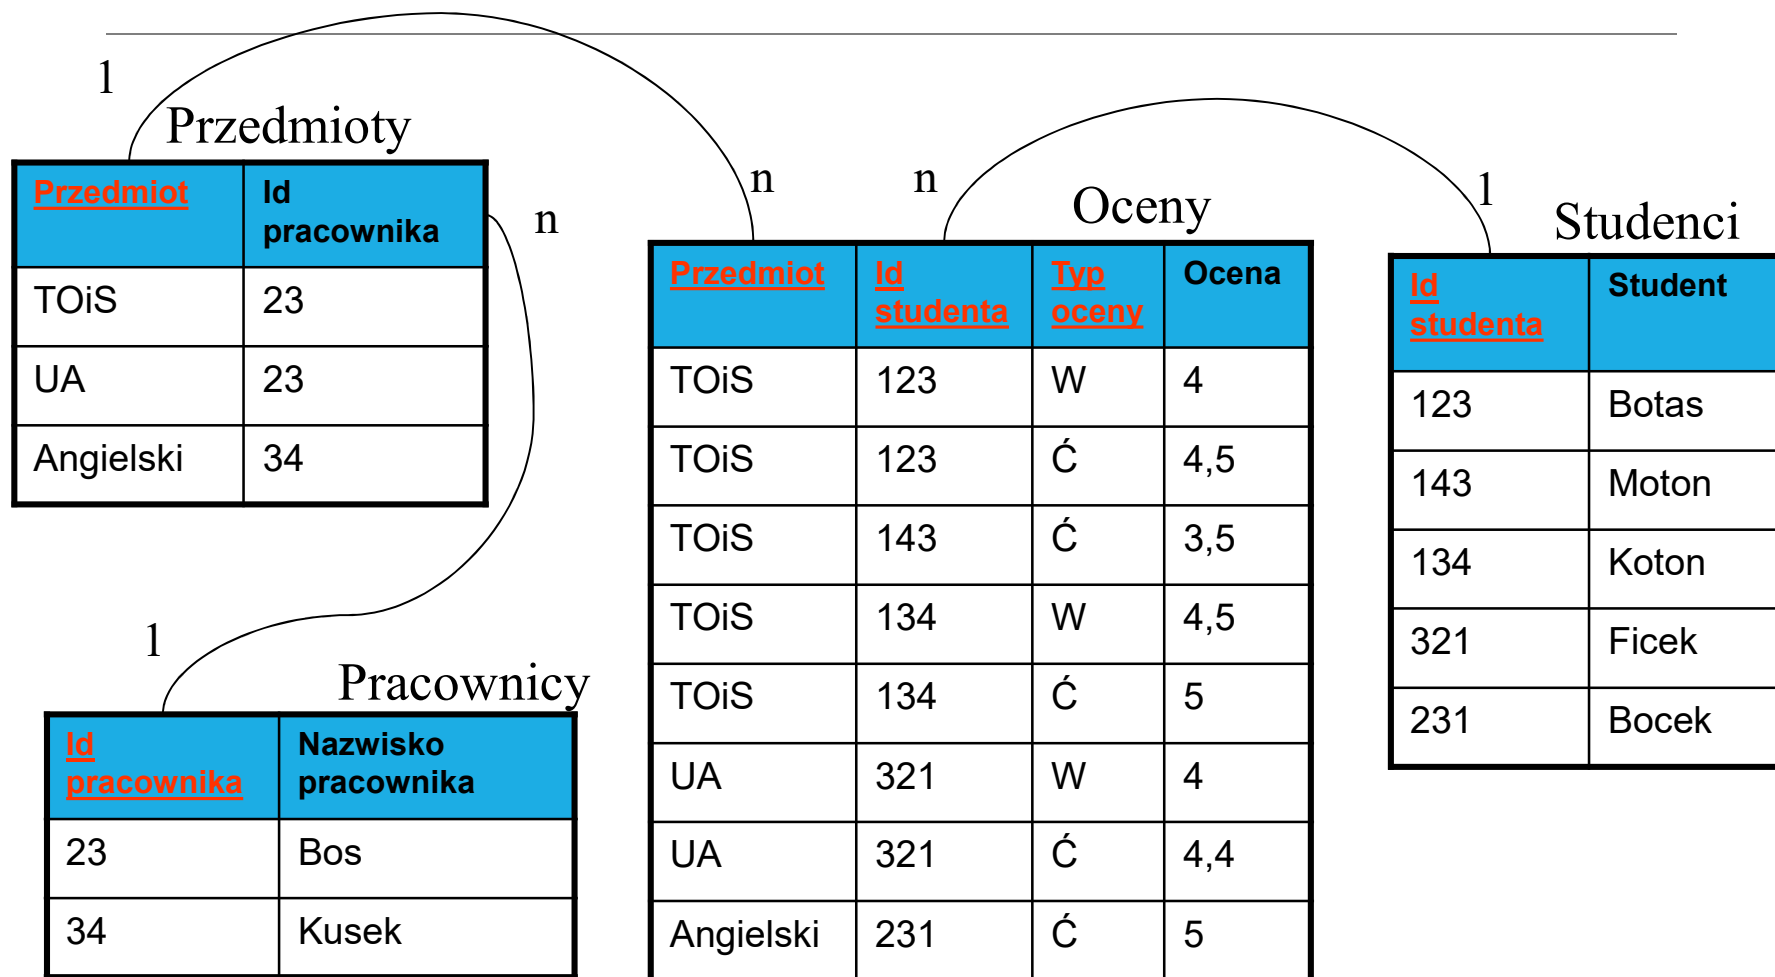 1
Przedmioty
Przedmiot
Id
pracownika
TOiS 23
UA 23
Angielski 34
n
1
Pracownicy
Id
pracownika
Nazwisko
pracownika
23 Bos
34 Kusek
n
n
Oceny
Przedmiot
Id
studenta
Typ
oceny
Ocena
TOiS 123 W 4
TOiS 123 Ć 4,5
TOiS 143 Ć 3,5
TOiS 134 W 4,5
TOiS 134 Ć 5
UA 321 W 4
UA 321 Ć 4,4
Angielski 231 Ć 5
1
Studenci
Id
studenta
Student
123 Botas
143 Moton
134 Koton
321 Ficek
231 Bocek